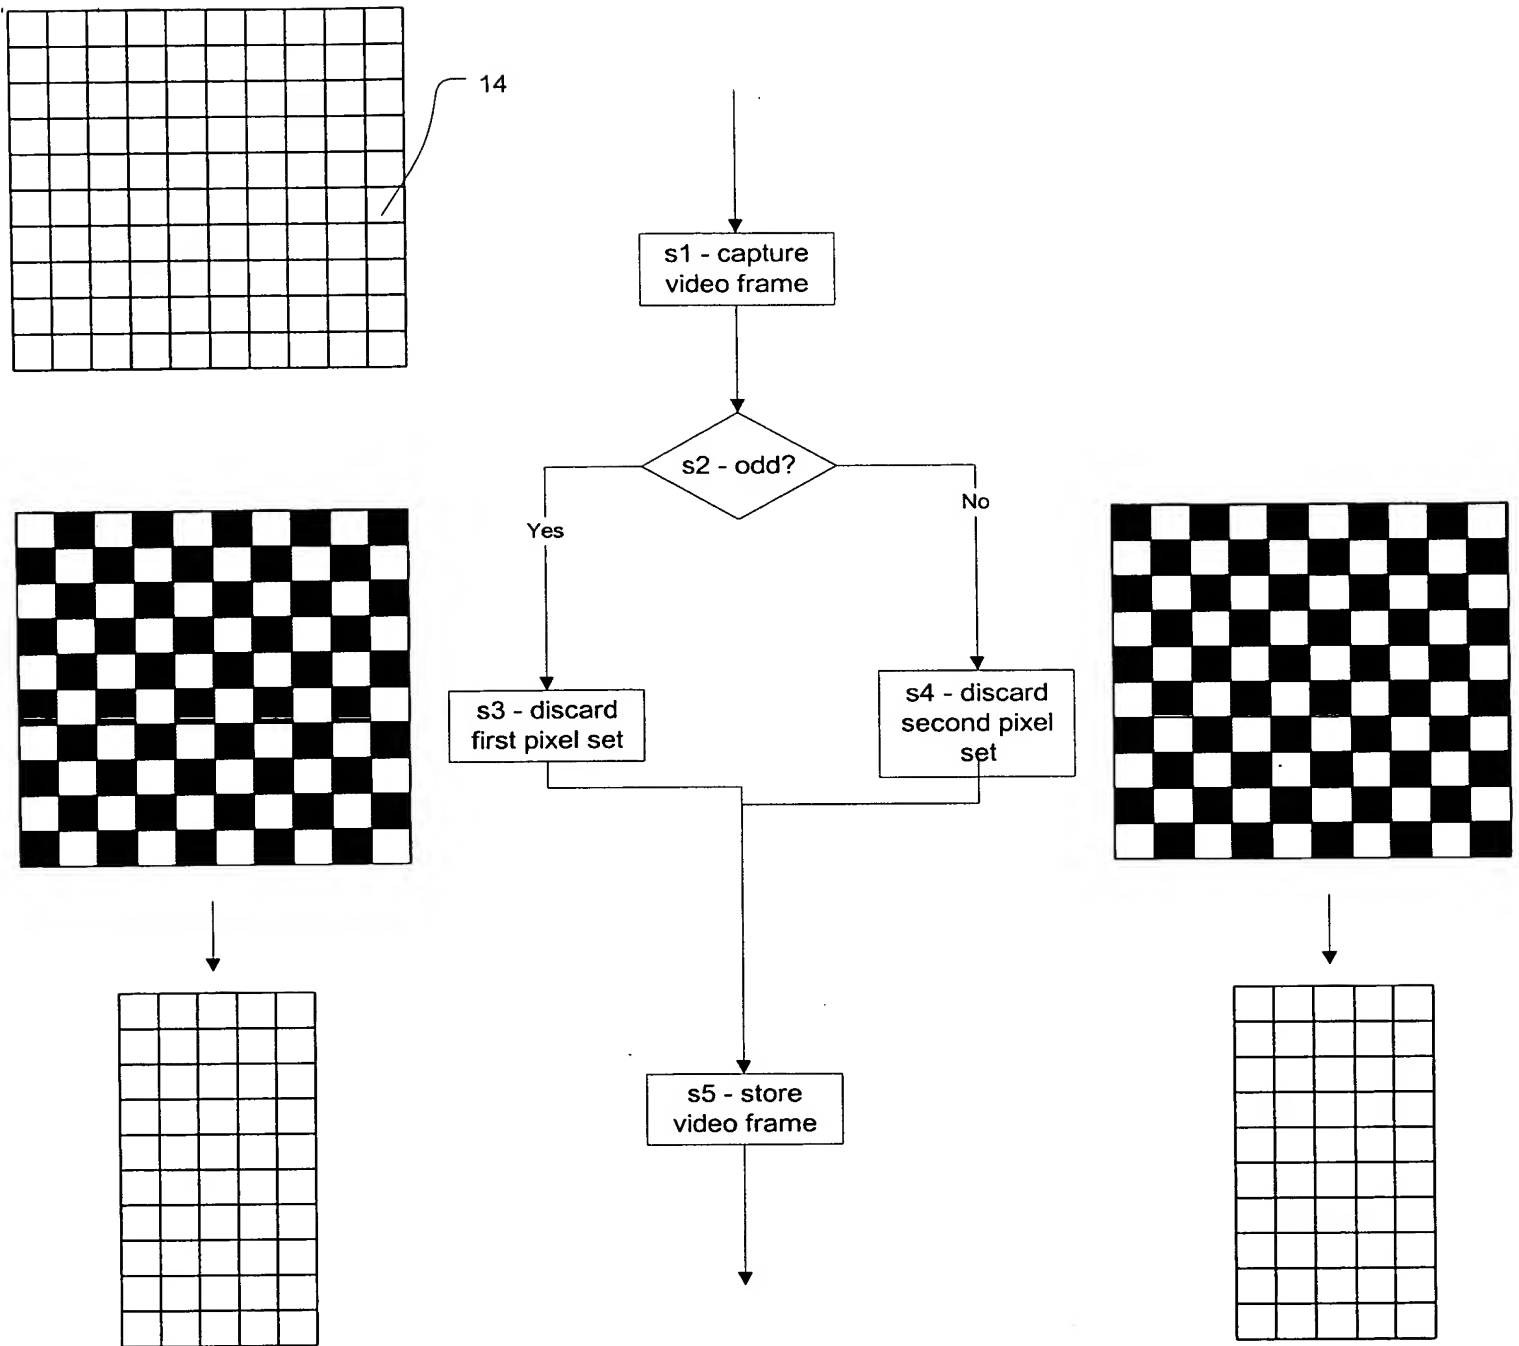 14
s1 - capture
video frame
s2 - odd?
Yes
No
s3 - discard
first pixel set
s4 - discard
second pixel
set
s5 - store
video frame